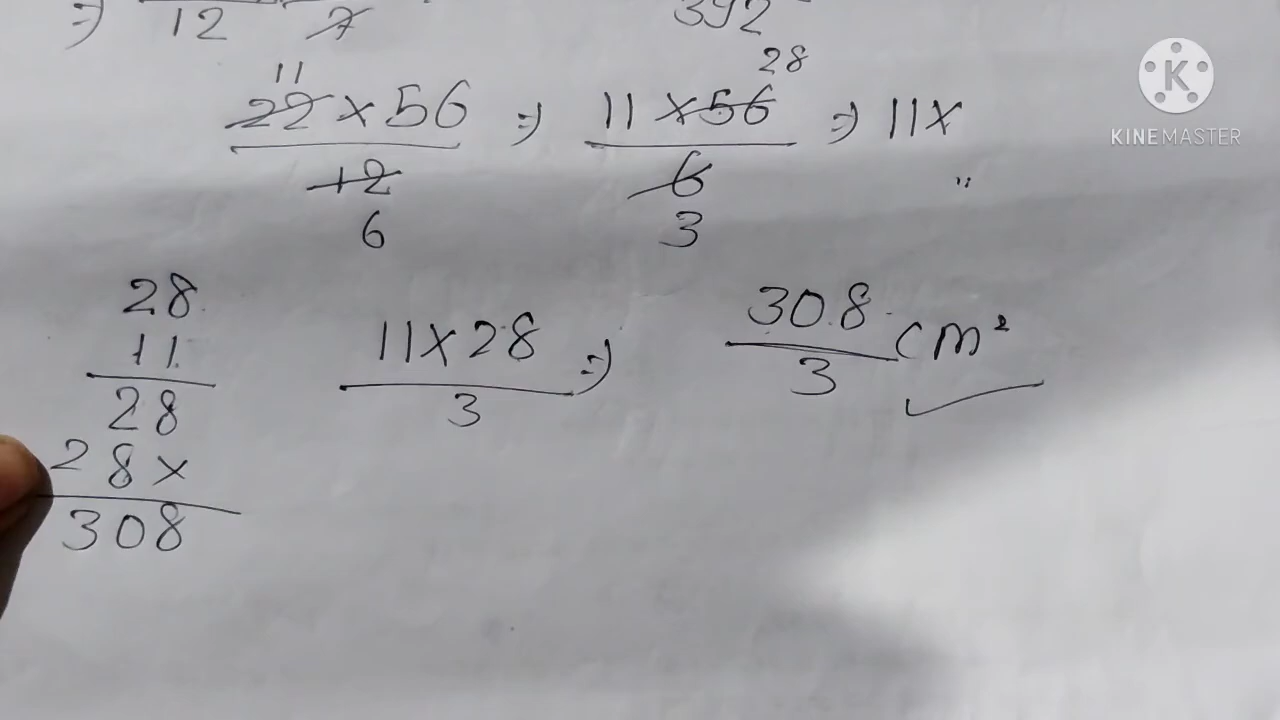 ⇒ 12 7 392
11 28
22 × 56 ⇒ 11 × 56 ⇒ 11 ×
12 6 "
6 3
28
11
28
28×
308
11 × 28 ⇒ 308 cm²
3 3
K
KINEMASTER